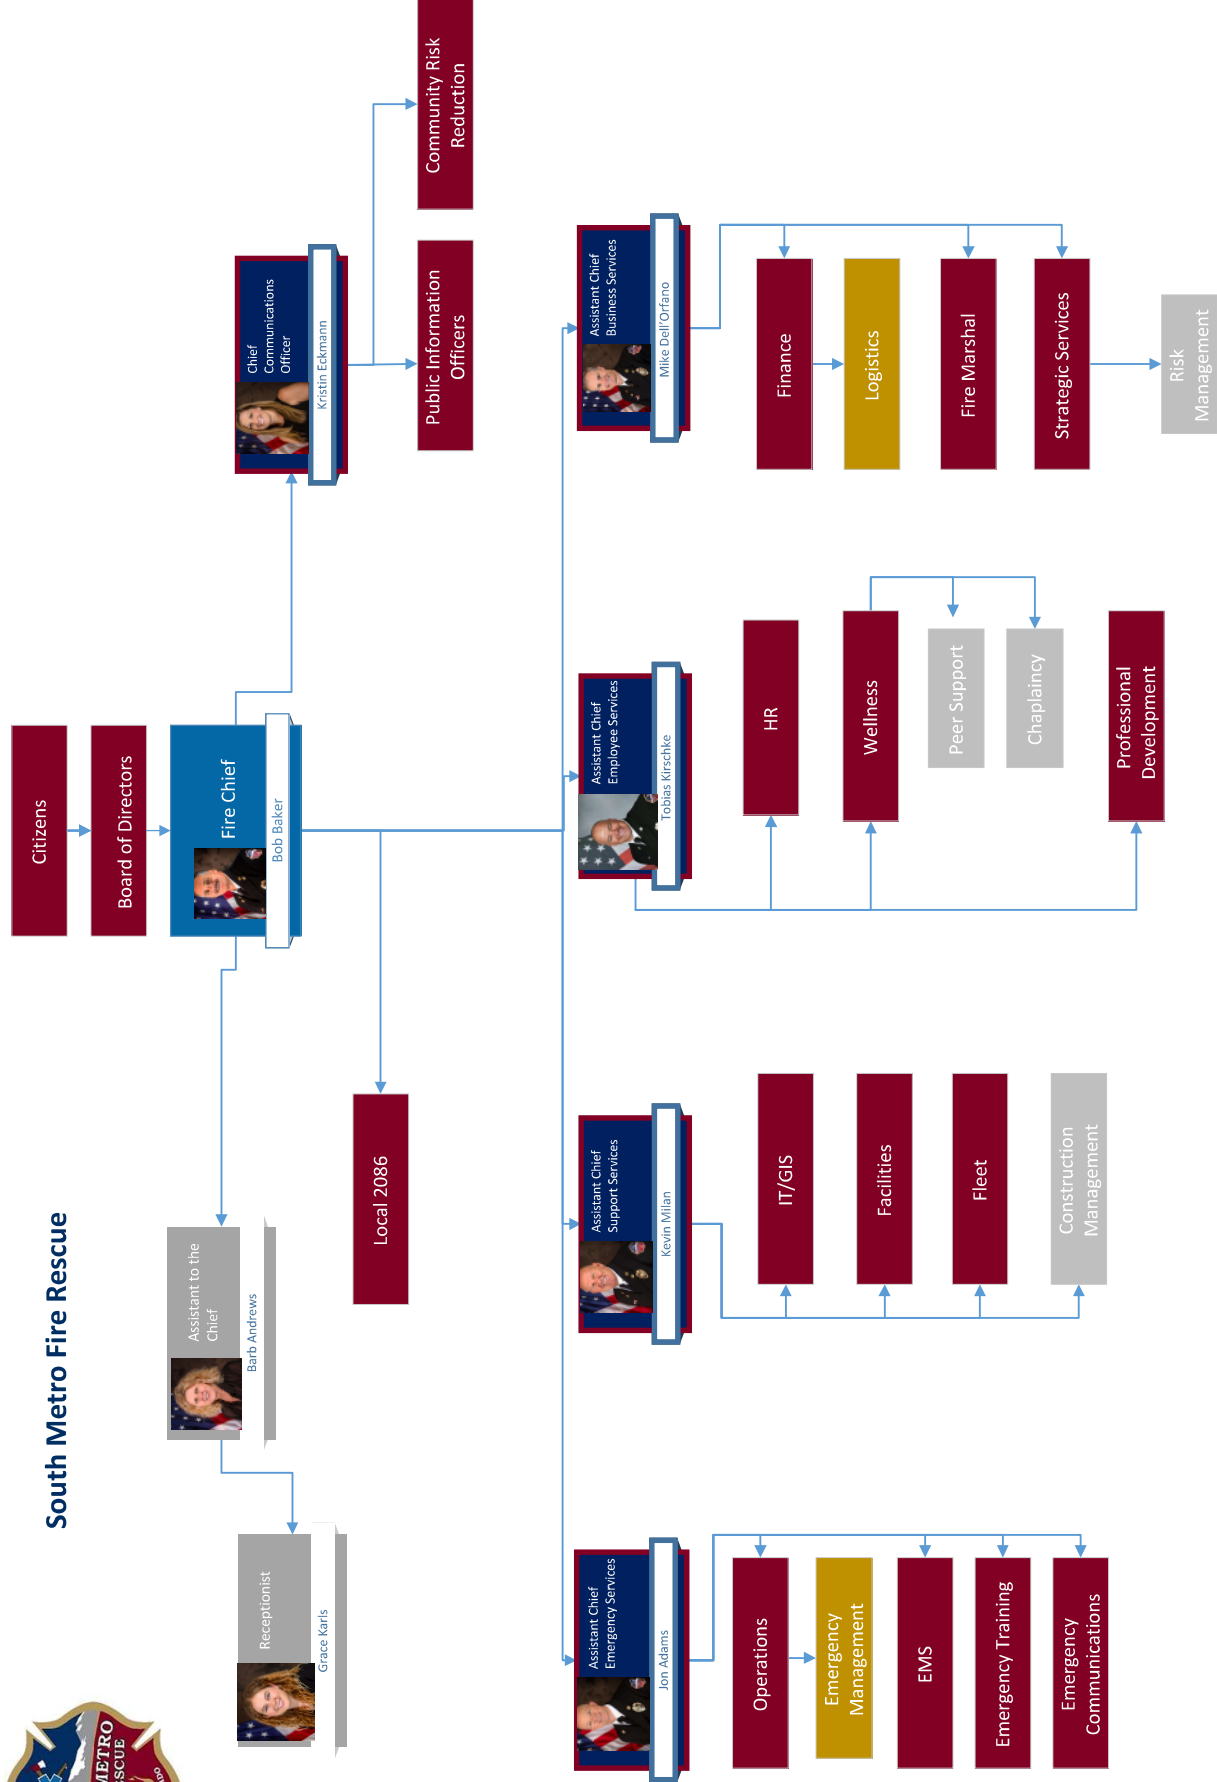 South Metro Fire Rescue
METRO
Citizens
Board of Directors
Fire Chief
Bob Baker
Assistant to the
Chief
Barb Andrews
Receptionist
Grace Karls
Chief
Communications
Officer
Kristin Eckmann
Public Information
Officers
Community Risk
Reduction
Local 2086
Assistant Chief
Emergency Services
Jon Adams
Operations
Emergency
Management
EMS
Emergency Training
Emergency
Communications
Assistant Chief
Support Services
Kevin Milan
IT/GIS
Facilities
Fleet
Construction
Management
Assistant Chief
Employee Services
Tobias Kirschke
HR
Wellness
Peer Support
Chaplaincy
Professional
Development
Assistant Chief
Business Services
Mike Dell'Orfano
Finance
Logistics
Fire Marshal
Strategic Services
Risk
Management